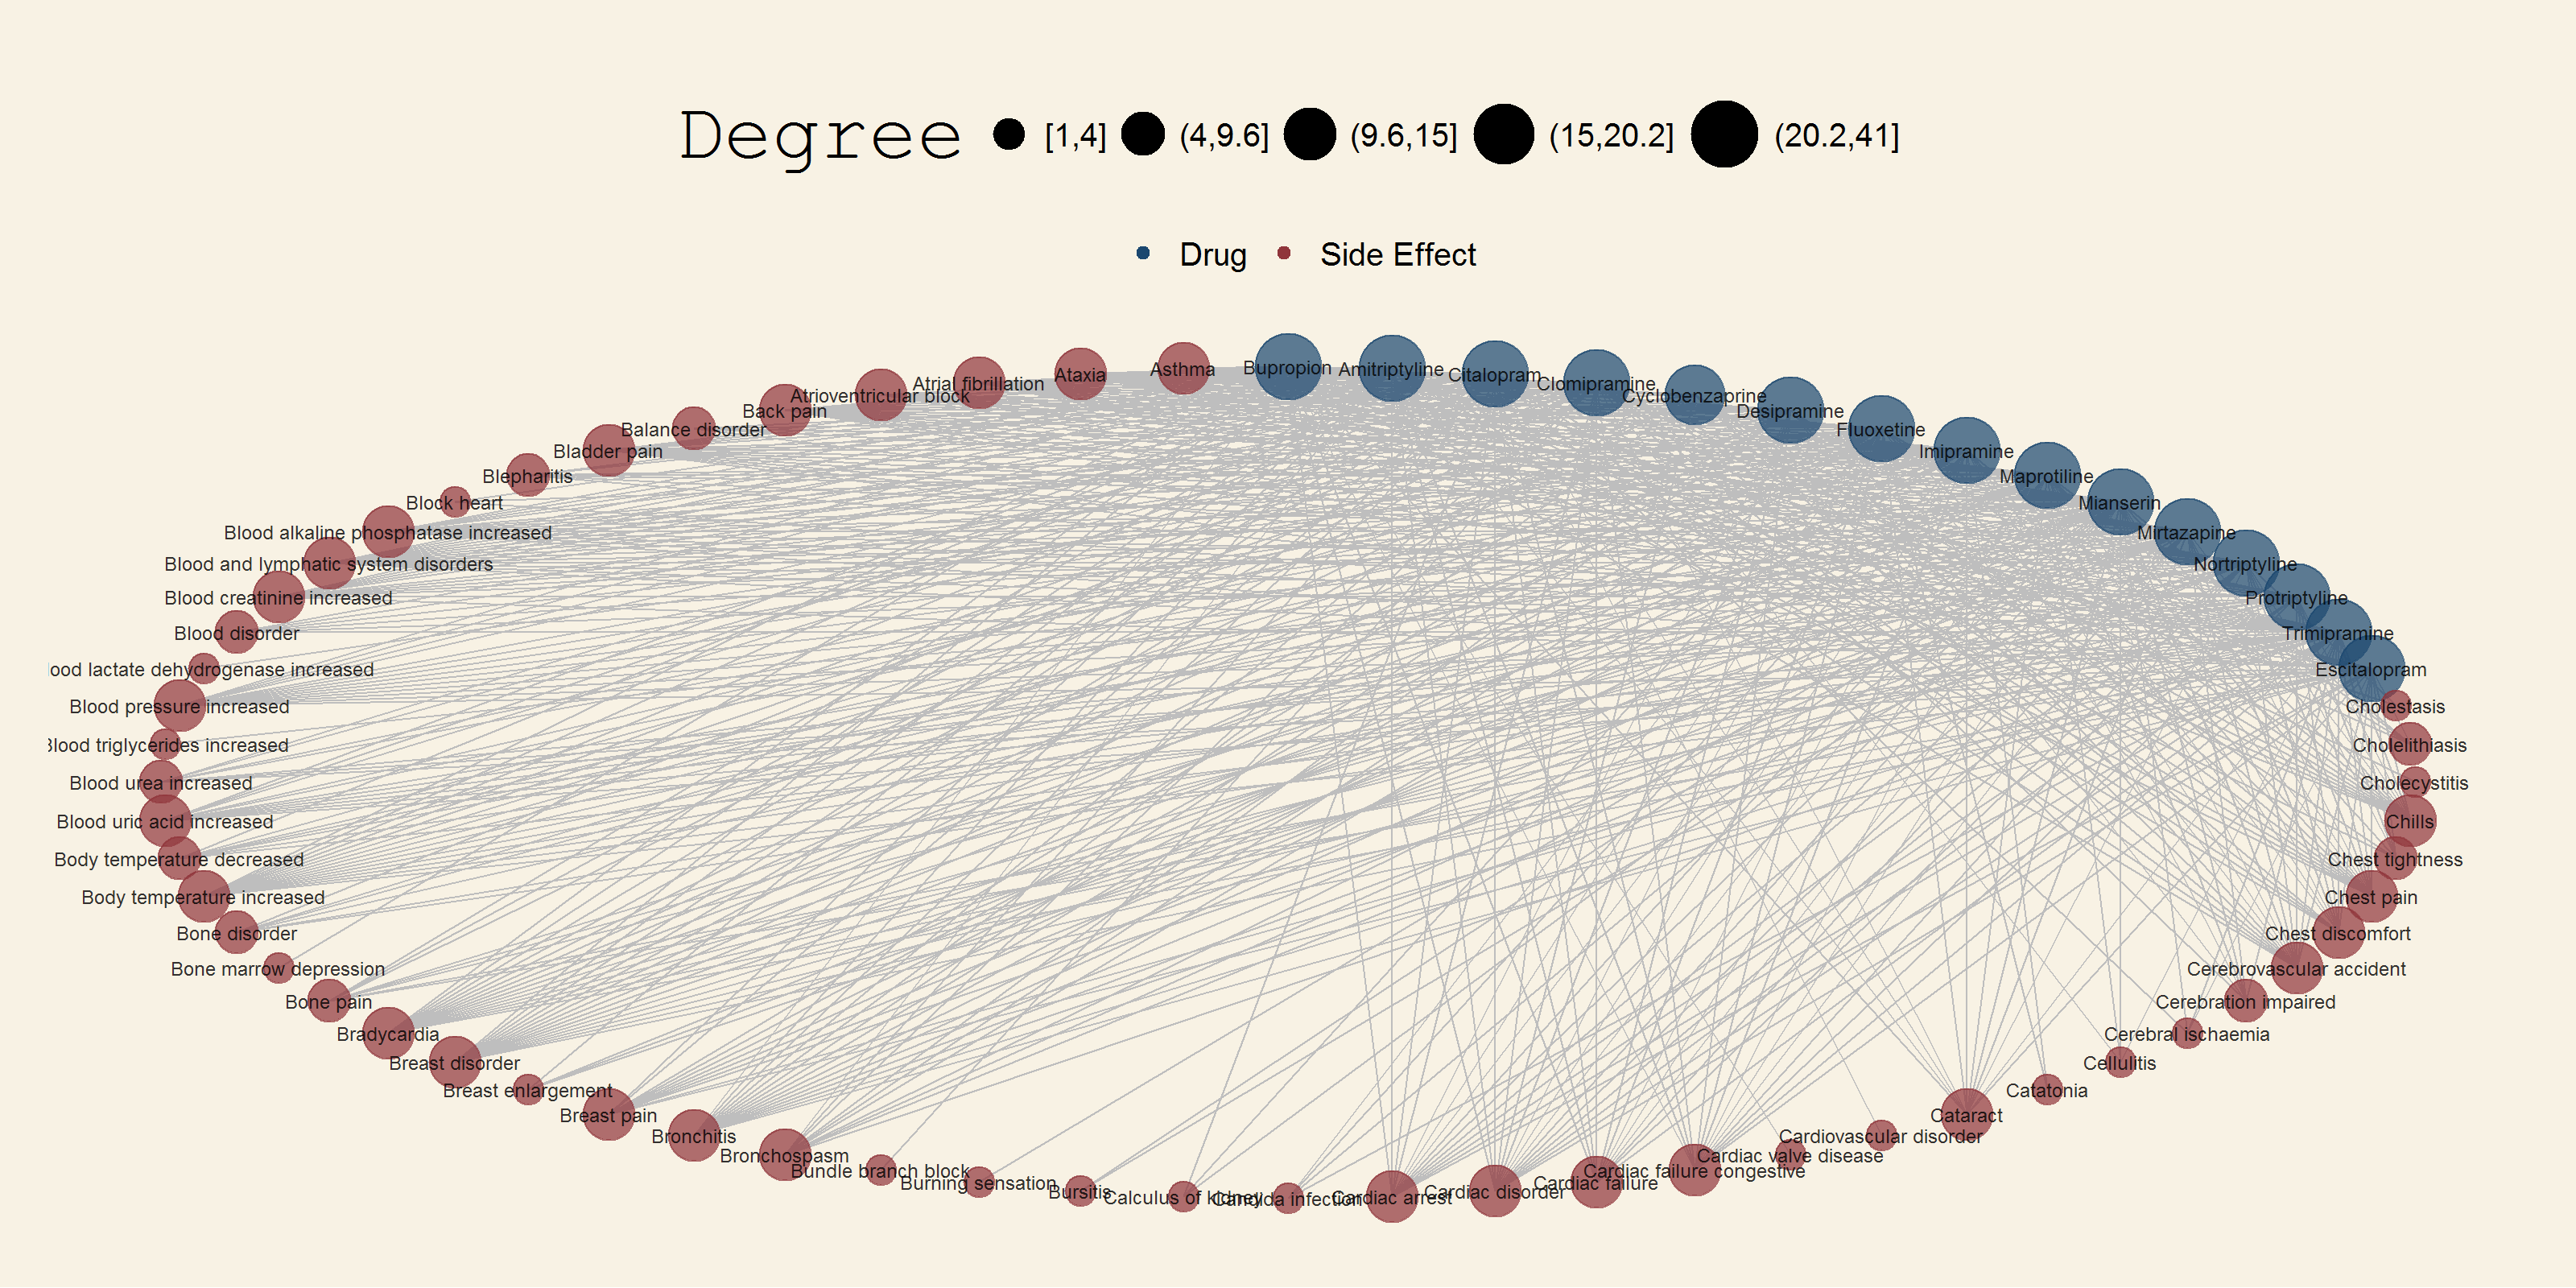 Degree [1,4] (4,9.6] (9.6,15] (15,20.2] (20.2,41]
Drug Side Effect
Bupropion
Amitriptyline
Citalopram
Clomipramine
Cyclobenzaprine
Desipramine
Fluoxetine
Imipramine
Maprotiline
Mianserin
Mirtazapine
Nortriptyline
Protriptyline
Trimipramine
Escitalopram
Cholestasis
Cholelithiasis
Cholecystitis
Chills
Chest tightness
Chest pain
Chest discomfort
Cerebrovascular accident
Cerebration impaired
Cerebral ischaemia
Cellulitis
Catatonia
Cataract
Cardiovascular disorder
Cardiac valve disease
Cardiac failure congestive
Cardiac failure
Cardiac disorder
Cardiac arrest
Candida infection
Calculus of kidney
Bursitis
Burning sensation
Bundle branch block
Bronchospasm
Bronchitis
Breast pain
Breast enlargement
Breast disorder
Bradycardia
Bone pain
Bone marrow depression
Bone disorder
Body temperature increased
Body temperature decreased
Blood uric acid increased
Blood urea increased
Blood triglycerides increased
Blood pressure increased
lood lactate dehydrogenase increased
Blood disorder
Blood creatinine increased
Blood and lymphatic system disorders
Blood alkaline phosphatase increased
Block heart
Blepharitis
Bladder pain
Balance disorder
Back pain
Atrioventricular block
Atrial fibrillation
Ataxia
Asthma